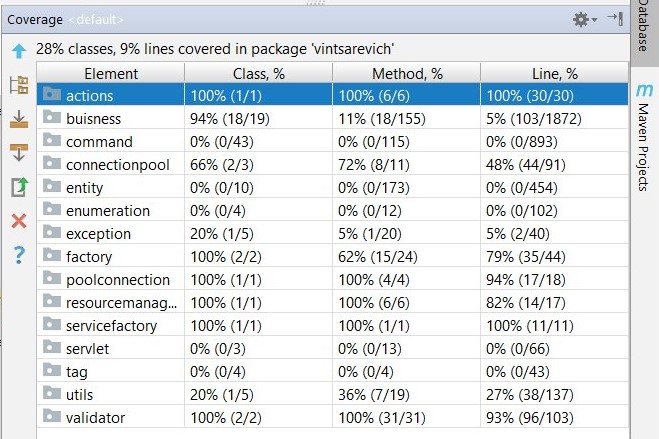 Coverage <default>
28% classes, 9% lines covered in package 'vintsarevich'
Element Class, % Method, % Line, %
actions 100% (1/1) 100% (6/6) 100% (30/30)
buisness 94% (18/19) 11% (18/155) 5% (103/1872)
command 0% (0/43) 0% (0/115) 0% (0/893)
connectionpool 66% (2/3) 72% (8/11) 48% (44/91)
entity 0% (0/10) 0% (0/173) 0% (0/454)
enumeration 0% (0/4) 0% (0/12) 0% (0/102)
exception 20% (1/5) 5% (1/20) 5% (2/40)
factory 100% (2/2) 62% (15/24) 79% (35/44)
poolconnection 100% (1/1) 100% (4/4) 94% (17/18)
resourcemanag... 100% (1/1) 100% (6/6) 82% (14/17)
servicefactory 100% (1/1) 100% (1/1) 100% (11/11)
servlet 0% (0/3) 0% (0/13) 0% (0/66)
tag 0% (0/4) 0% (0/4) 0% (0/43)
utils 20% (1/5) 36% (7/19) 27% (38/137)
validator 100% (2/2) 100% (31/31) 93% (96/103)
Database
m Maven Projects